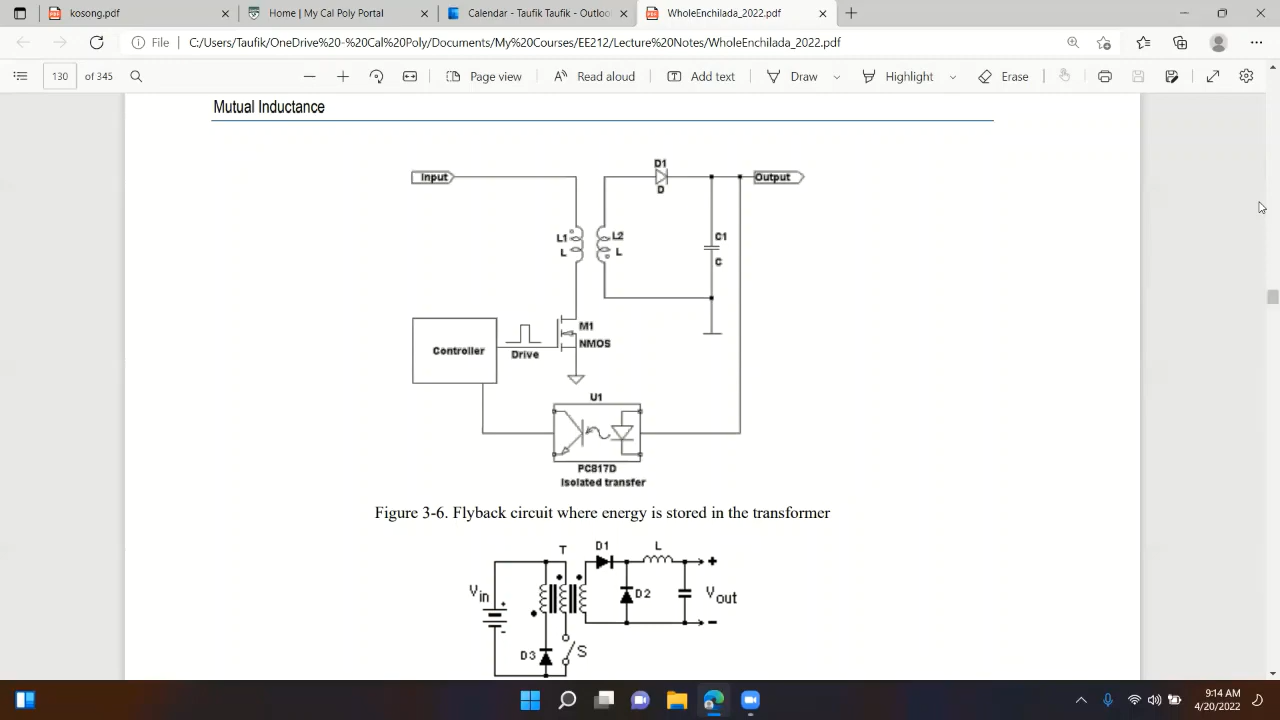 kosong.pdf
Home | My Cal Poly Portal
Calendar - Taufik Taufik - Outloo
WholeEnchilada_2022.pdf
File
C:/Users/Taufik/OneDrive%20-%20Cal%20Poly/Documents/My%20Courses/EE212/Lecture%20Notes/WholeEnchilada_2022.pdf
130 of 345
Page view
Read aloud
Add text
Draw
Highlight
Erase
Mutual Inductance
D1
Input
D
Output
L1
L
L2
L
C1
C
M1
NMOS
Controller
Drive
U1
PC817D
Isolated transfer
Figure 3-6. Flyback circuit where energy is stored in the transformer
T
D1
L
+
Vin
+
-
D2
Vout
-
D3
S
9:14 AM
4/20/2022